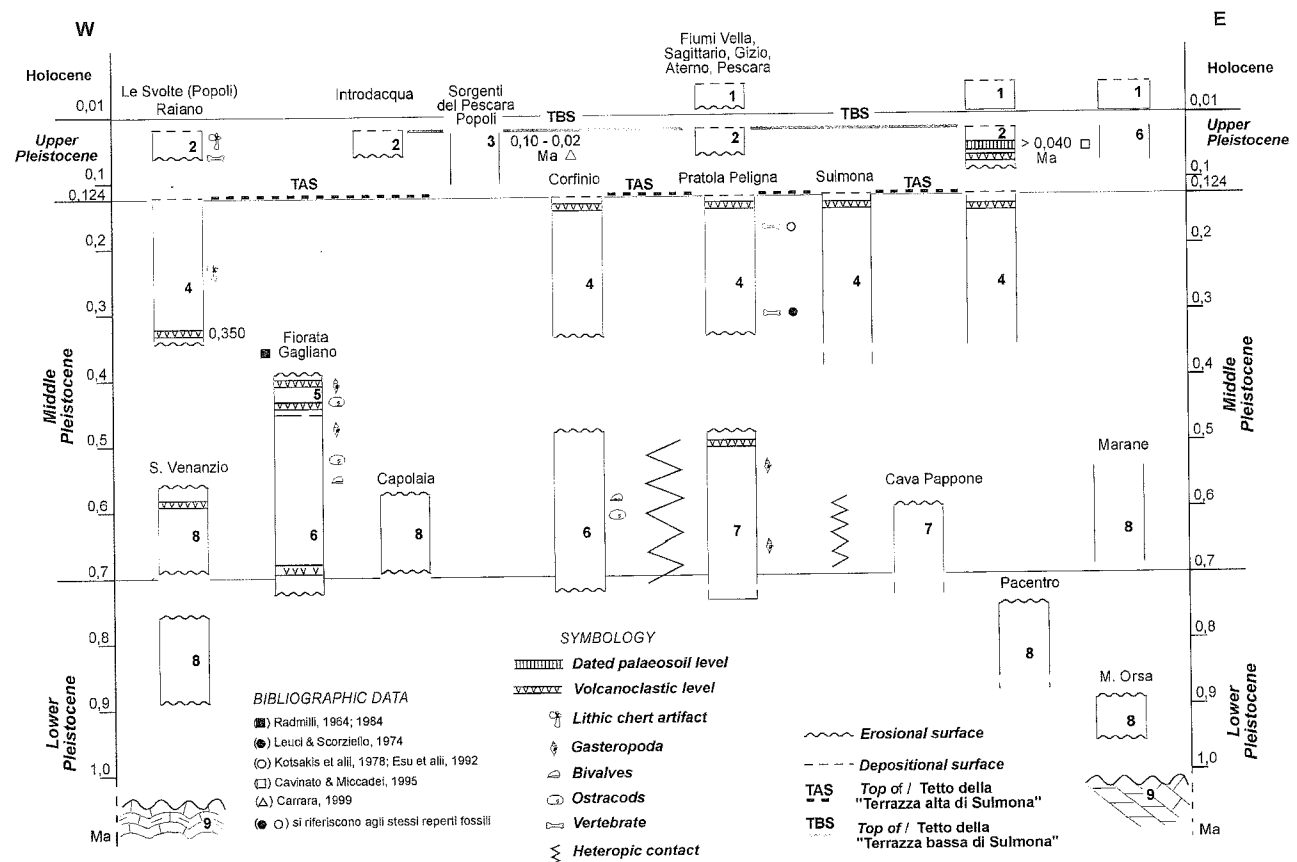 W
E
Fiumi Vella,
Sagittario, Gizio,
Aterno, Pescara
Holocene
Holocene
Le Svolte (Popoli)
Raiano
Introdacqua
Sorgenti
del Pescara
Popoli
1
1
1
0,01
TBS
TBS
0,01
Upper
Pleistocene
2
2
3
0,10 - 0,02
Ma
2
2
> 0,040
Ma
6
Upper
Pleistocene
0,1
0,1
TAS
Corfinio
TAS
Pratola Peligna
Sulmona
TAS
0,124
0,124
0,2
0,2
4
4
4
4
4
0,3
0,3
0,350
Fiorata
Gagliano
0,4
0,4
Middle
Pleistocene
Middle
Pleistocene
5
0,5
0,5
S. Venanzio
Capolaia
Cava Pappone
Marane
0,6
0,6
8
6
8
6
7
7
8
0,7
0,7
Pacentro
0,8
0,8
8
8
SYMBOLOGY
Dated palaeosoil level
Volcanoclastic level
Lithic chert artifact
Gasteropoda
Bivalves
Ostracods
Vertebrate
Heteropic contact
BIBLIOGRAPHIC DATA
( ) Radmilli, 1964; 1984
( ) Leuci & Scorziello, 1974
( ) Kotsakis et alii, 1978; Esu et alii, 1992
( ) Cavinato & Miccadei, 1995
( ) Carrara, 1999
( ) si riferiscono agli stessi reperti fossili
Erosional surface
Depositional surface
TAS Top of / Tetto della
"Terrazza alta di Sulmona"
TBS Top of / Tetto della
"Terrazza bassa di Sulmona"
M. Orsa
8
0,9
0,9
Lower
Pleistocene
Lower
Pleistocene
1,0
1,0
9
9
Ma
Ma